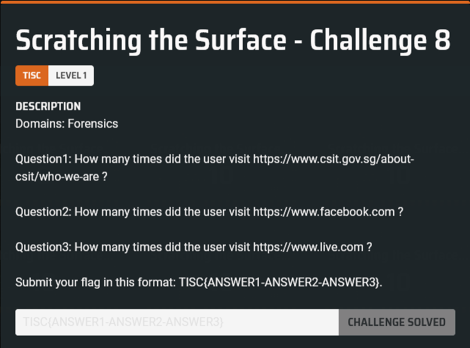 Scratching the Surface - Challenge 8
TISC LEVEL 1
DESCRIPTION
Domains: Forensics
Question1: How many times did the user visit https://www.csit.gov.sg/about-
csit/who-we-are ?
Question2: How many times did the user visit https://www.facebook.com ?
Question3: How many times did the user visit https://www.live.com ?
Submit your flag in this format: TISC{ANSWER1-ANSWER2-ANSWER3}.
TISC{ANSWER1-ANSWER2-ANSWER3} CHALLENGE SOLVED